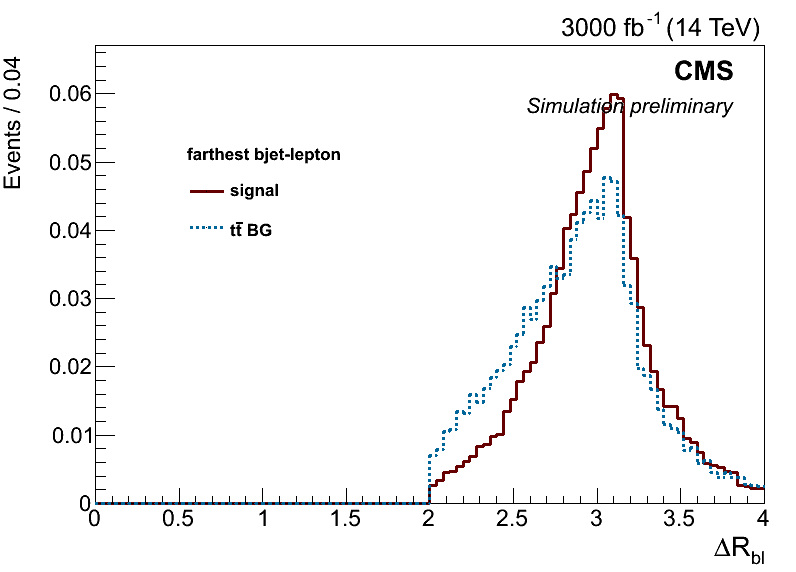 3000 fb⁻¹ (14 TeV)
CMS
Simulation preliminary
Events / 0.04
0.06
0.05
0.04
0.03
0.02
0.01
0
farthest bjet-lepton
signal
tt̄ BG
0 0.5 1 1.5 2 2.5 3 3.5 4
ΔR_bl